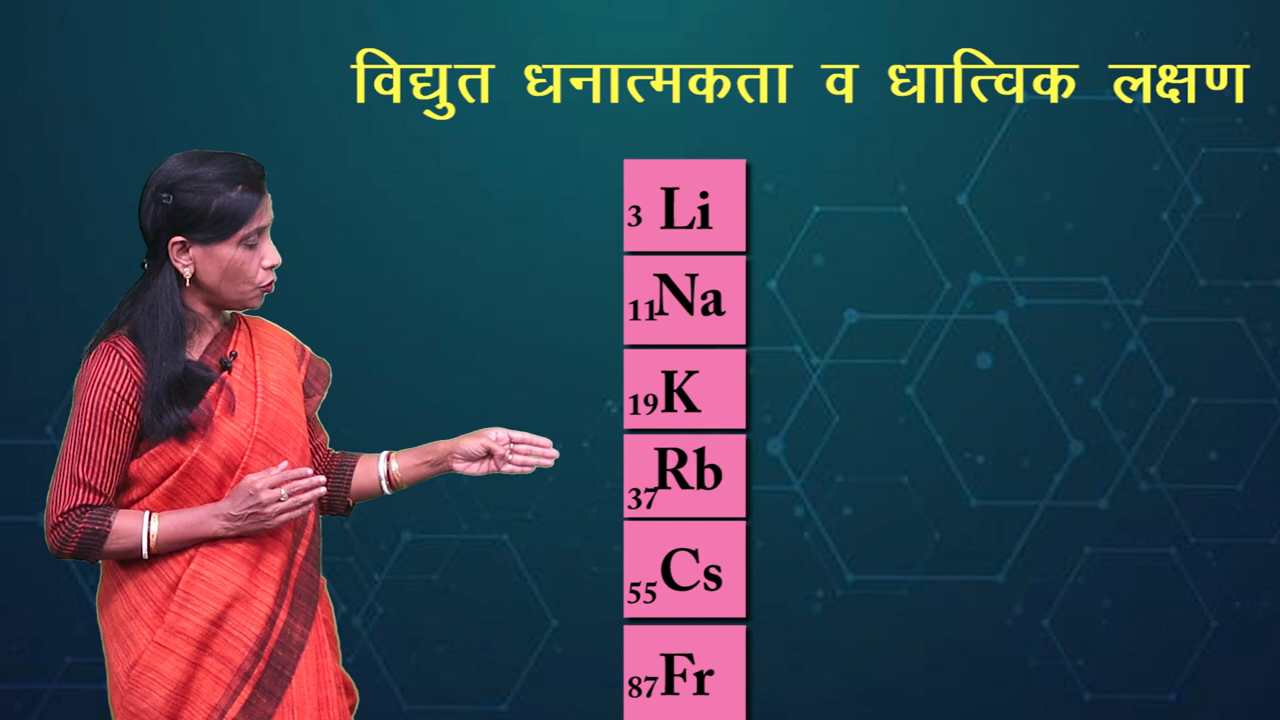 विद्युत धनात्मकता व धात्विक लक्षण
3 Li
11 Na
19 K
37 Rb
55 Cs
87 Fr